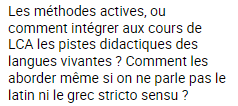 Les méthodes actives, ou
comment intégrer aux cours de
LCA les pistes didactiques des
langues vivantes ? Comment les
aborder même si on ne parle pas le
latin ni le grec stricto sensu ?